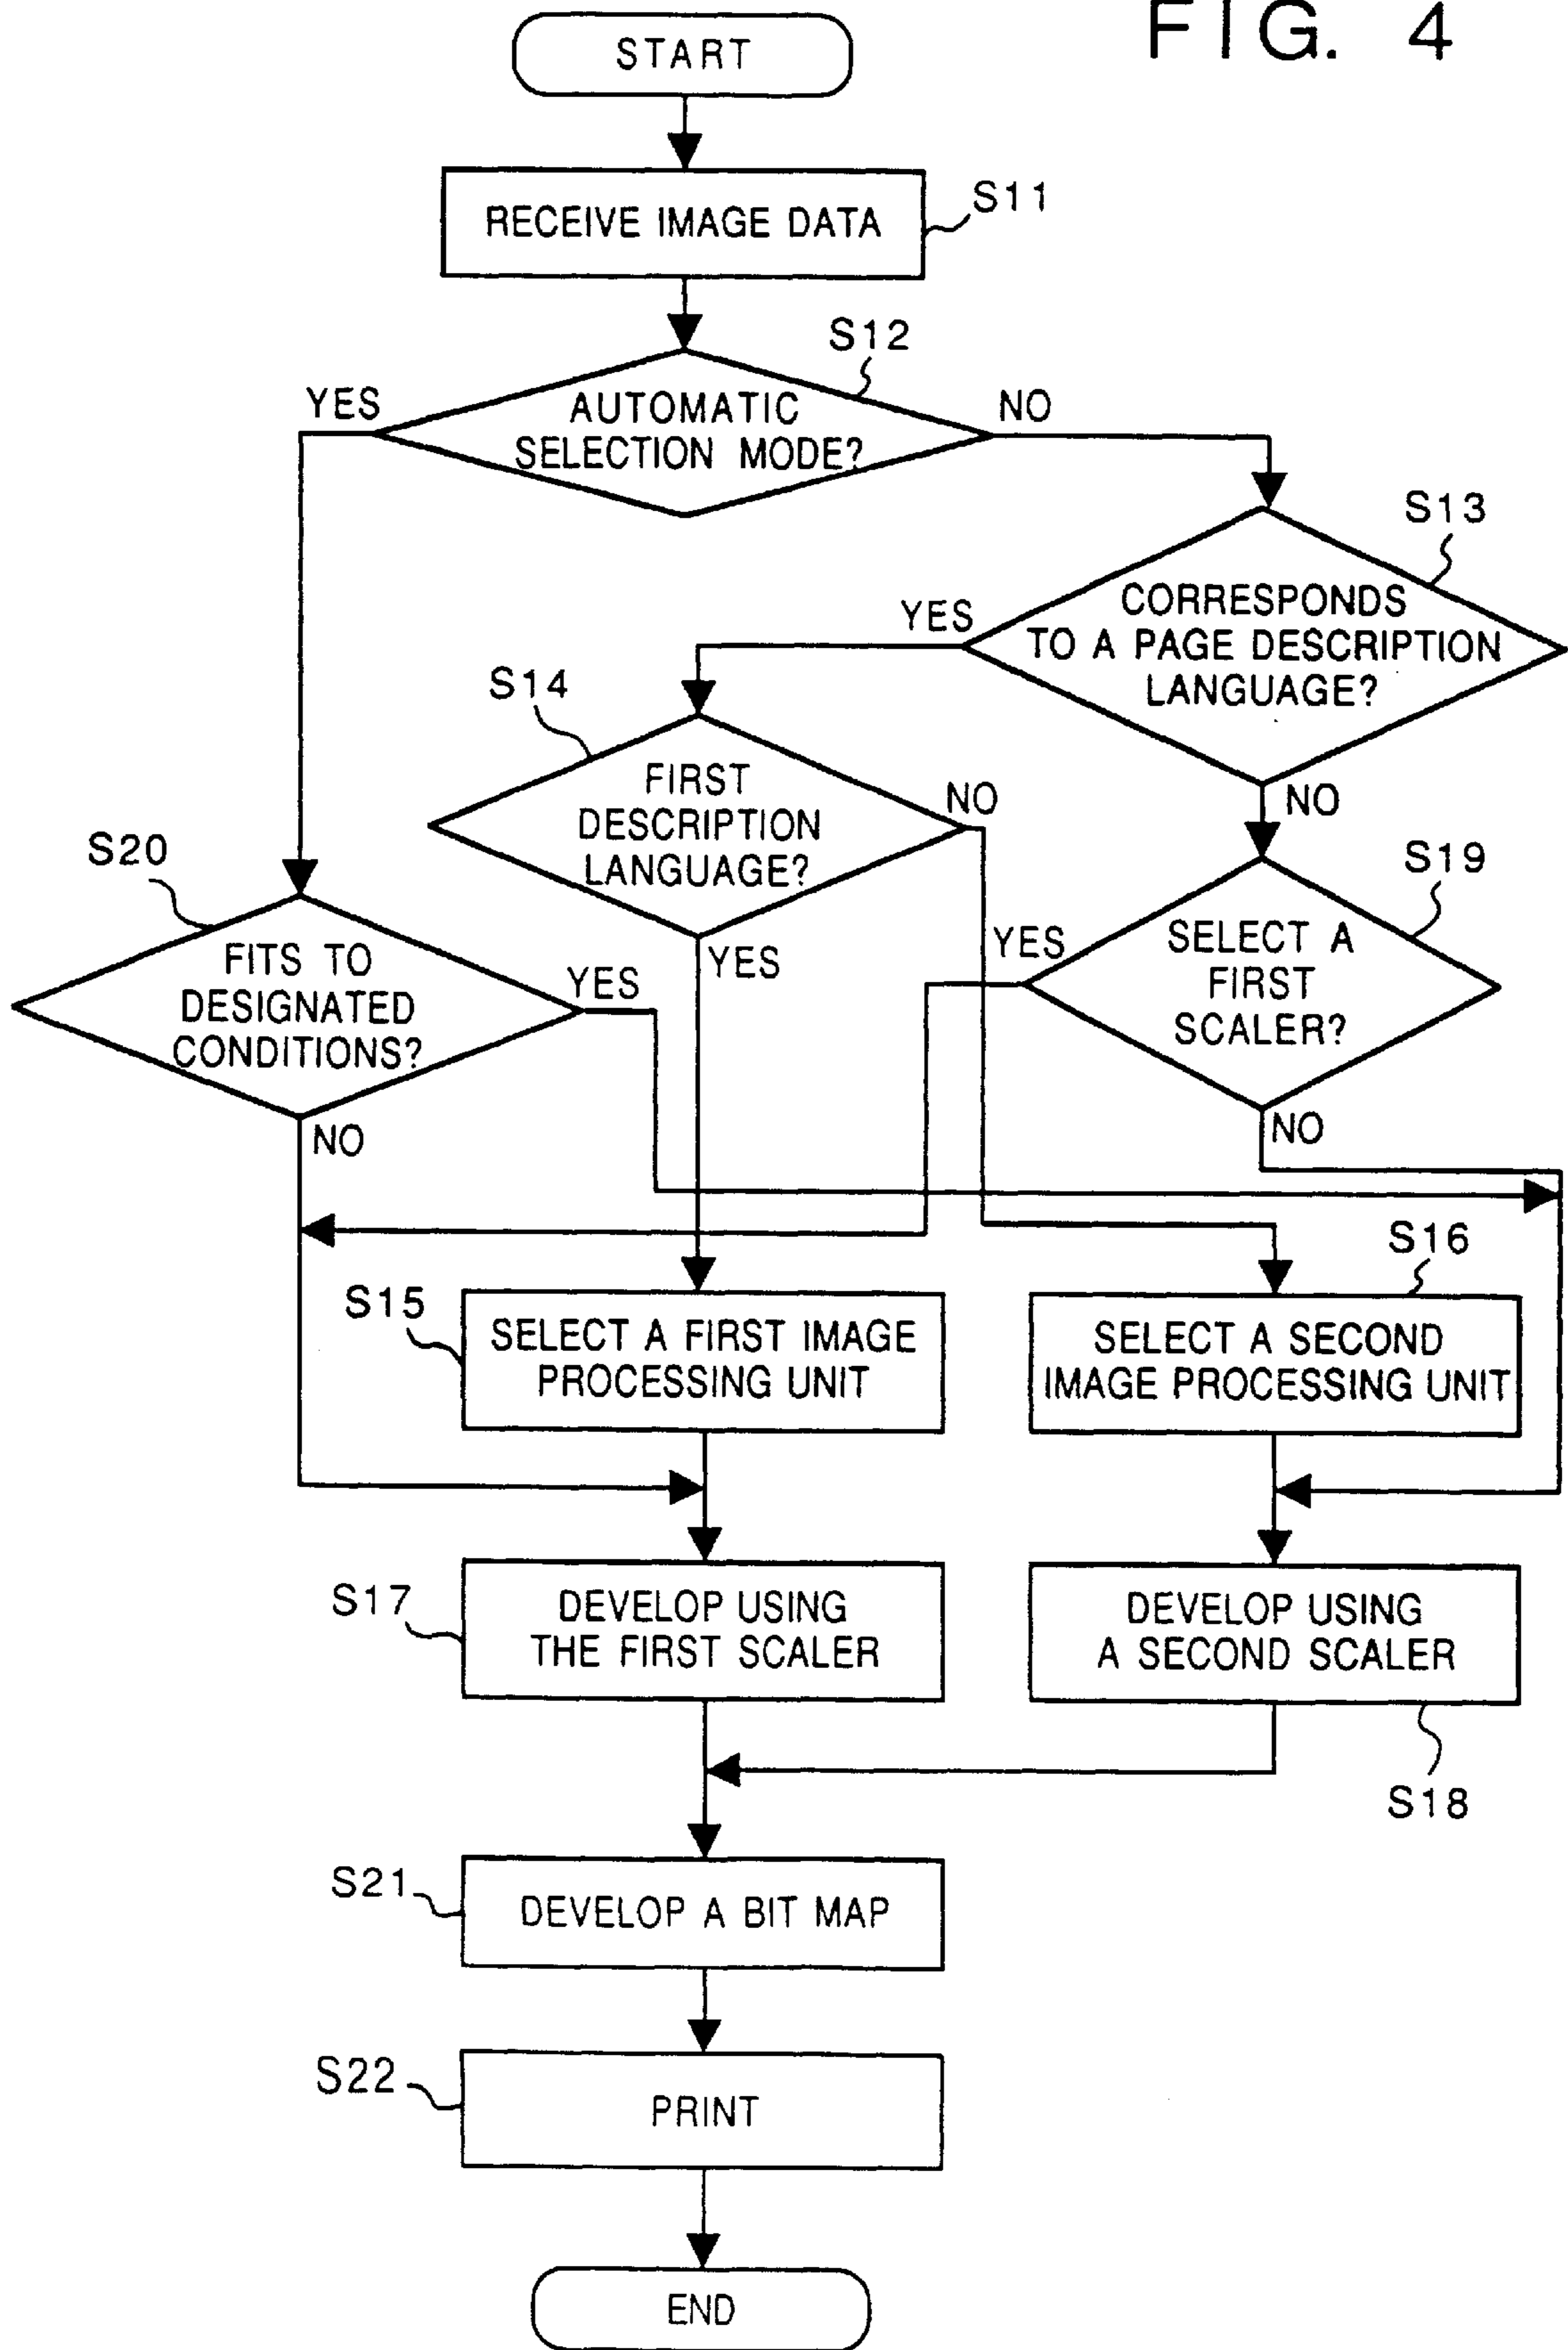 FIG. 4
START
RECEIVE IMAGE DATA
S11
S12
YES
AUTOMATIC
SELECTION MODE?
NO
S13
YES
CORRESPONDS
TO A PAGE DESCRIPTION
LANGUAGE?
NO
S14
FIRST
DESCRIPTION
LANGUAGE?
NO
YES
S19
YES
SELECT A
FIRST
SCALER?
NO
S20
FITS TO
DESIGNATED
CONDITIONS?
YES
NO
S15
SELECT A FIRST IMAGE
PROCESSING UNIT
S16
SELECT A SECOND
IMAGE PROCESSING UNIT
S17
DEVELOP USING
THE FIRST SCALER
DEVELOP USING
A SECOND SCALER
S18
S21
DEVELOP A BIT MAP
S22
PRINT
END